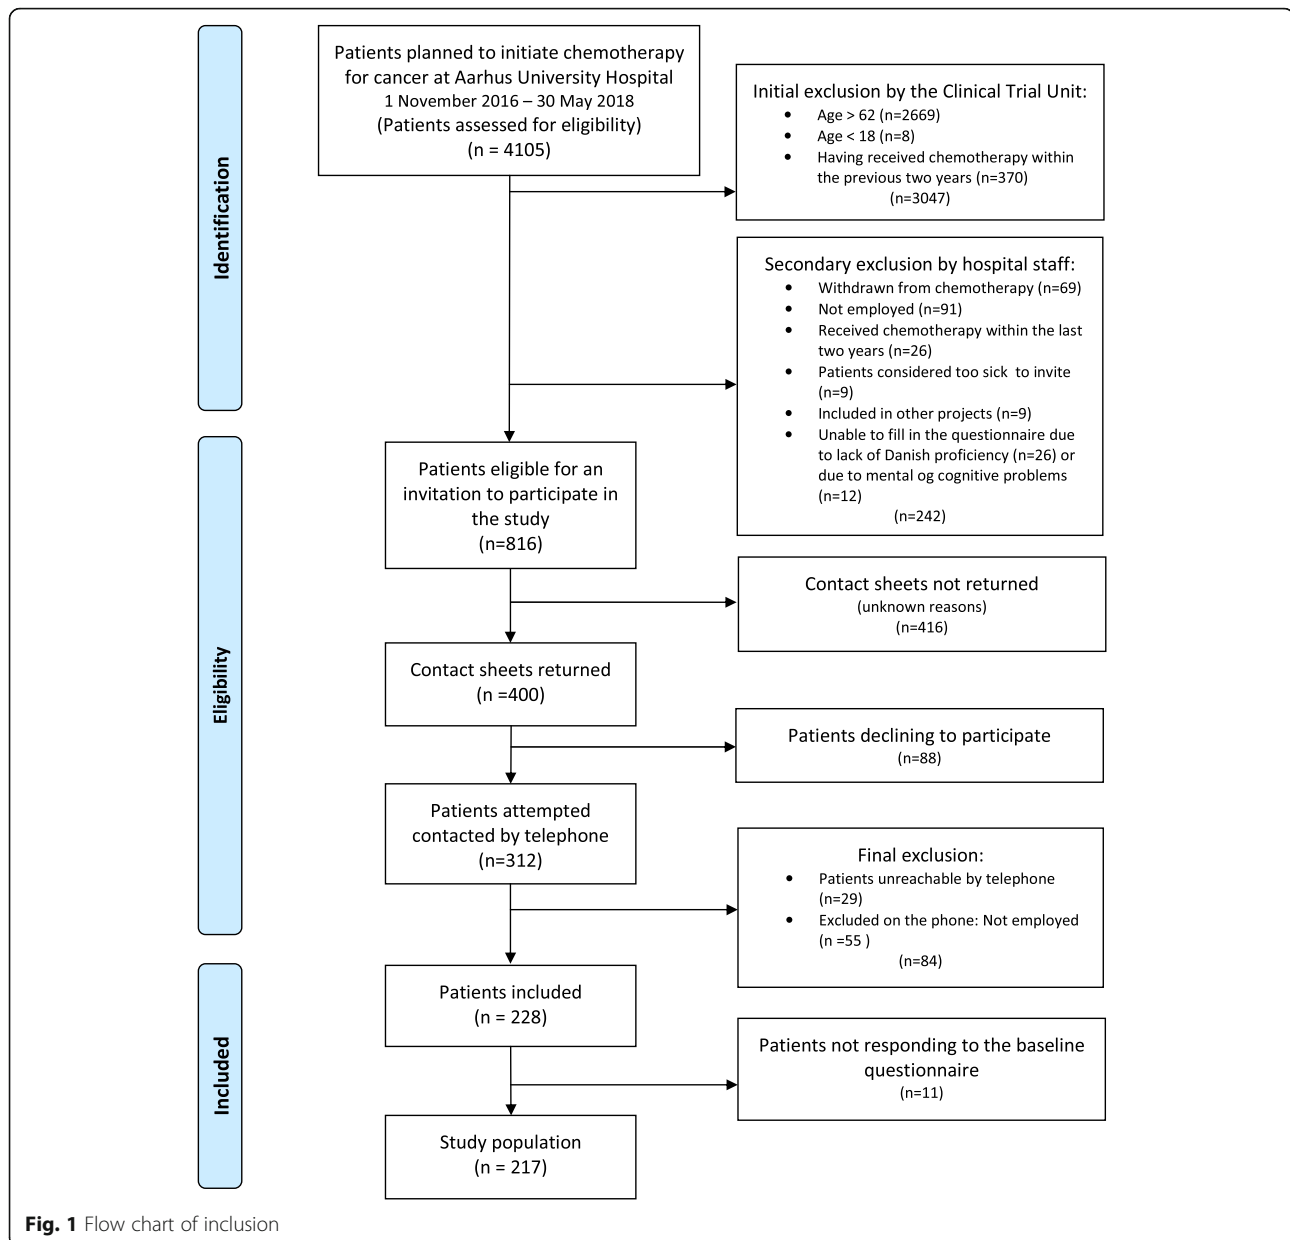 Identification
Patients planned to initiate chemotherapy
for cancer at Aarhus University Hospital
1 November 2016 – 30 May 2018
(Patients assessed for eligibility)
(n = 4105)
Initial exclusion by the Clinical Trial Unit:
• Age > 62 (n=2669)
• Age < 18 (n=8)
• Having received chemotherapy within
the previous two years (n=370)
(n=3047)
Secondary exclusion by hospital staff:
• Withdrawn from chemotherapy (n=69)
• Not employed (n=91)
• Received chemotherapy within the last
two years (n=26)
• Patients considered too sick to invite
(n=9)
• Included in other projects (n=9)
• Unable to fill in the questionnaire due
to lack of Danish proficiency (n=26) or
due to mental og cognitive problems
(n=12)
(n=242)
Eligibility
Patients eligible for an
invitation to participate in
the study
(n=816)
Contact sheets not returned
(unknown reasons)
(n=416)
Contact sheets returned
(n =400)
Patients declining to participate
(n=88)
Patients attempted
contacted by telephone
(n=312)
Final exclusion:
• Patients unreachable by telephone
(n=29)
• Excluded on the phone: Not employed
(n =55 )
(n=84)
Included
Patients included
(n = 228)
Patients not responding to the baseline
questionnaire
(n=11)
Study population
(n = 217)
Fig. 1 Flow chart of inclusion